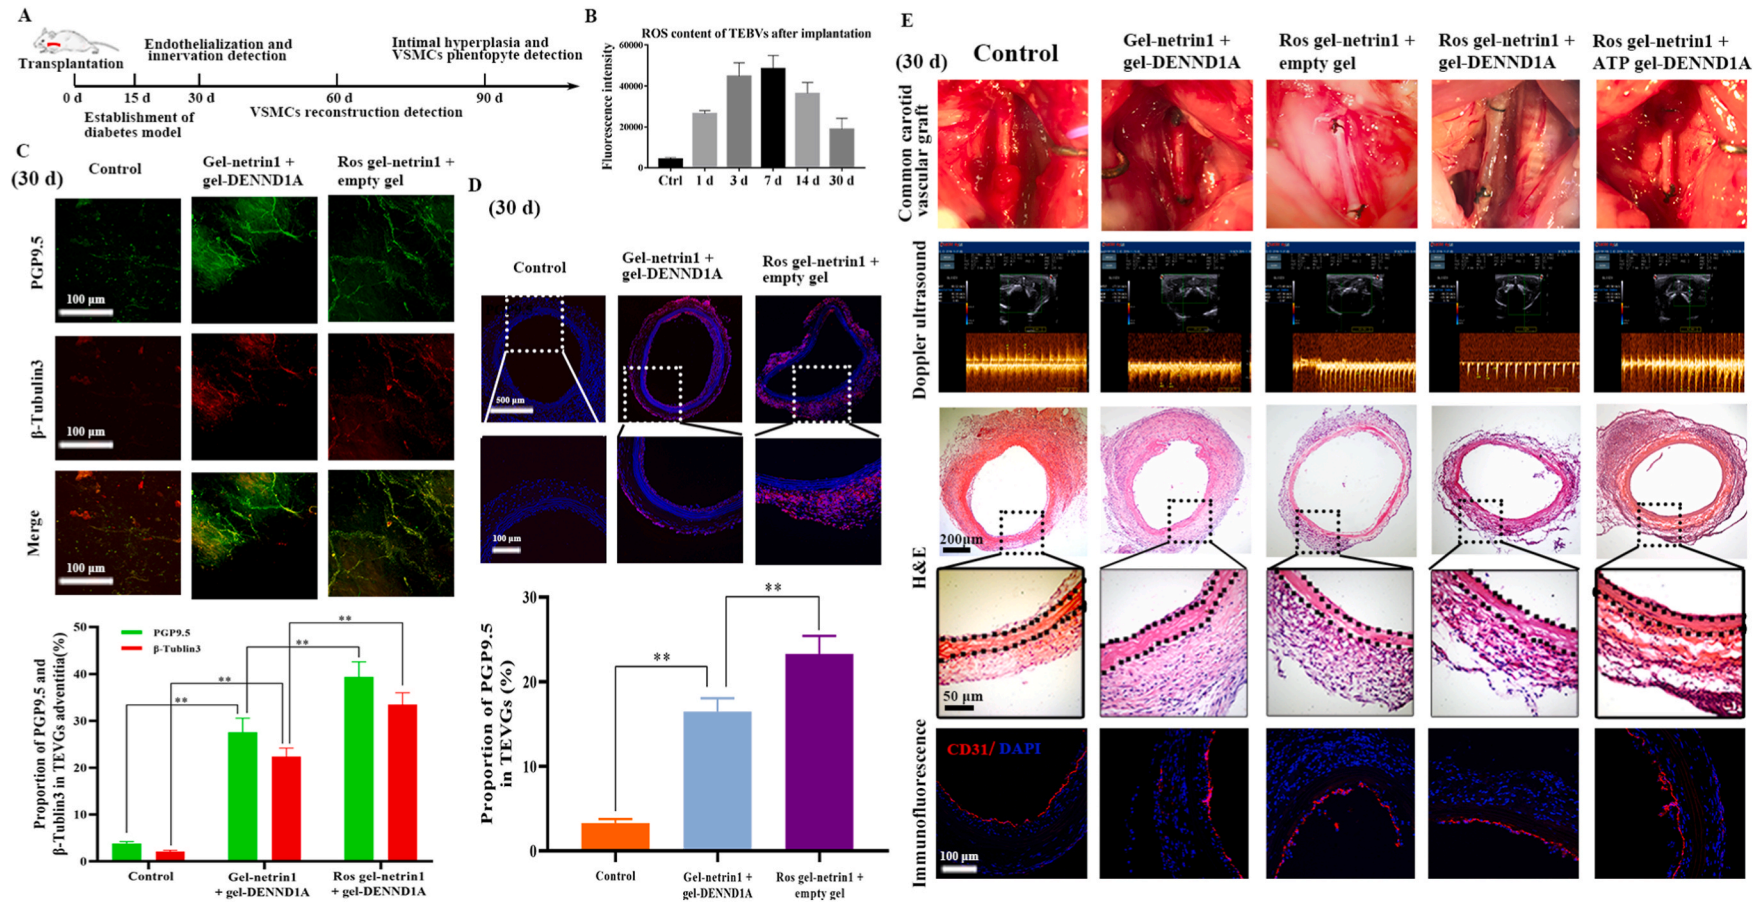 A
Transplantation
Endothelialization and
innervation detection
Intimal hyperplasia and
VSMCs phentopyte detection
0 d
15 d
30 d
60 d
90 d
Establishment of
diabetes model
VSMCs reconstruction detection
B
ROS content of TEBVs after implantation
Fluorescence intensity
60000
40000
20000
0
Ctrl
1 d
3 d
7 d
14 d
30 d
C
(30 d)
Control
Gel-netrin1 +
gel-DENND1A
Ros gel-netrin1 +
empty gel
PGP9.5
100 μm
β-Tubulin3
100 μm
Merge
100 μm
Proportion of PGP9.5 and
β-Tublin3 in TEVGs adventitia(%)
50
40
30
20
10
0
PGP9.5
β-Tublin3
**
**
**
**
Control
Gel-netrin1
+ gel-DENND1A
Ros gel-netrin1
+ gel-DENND1A
D
(30 d)
Control
Gel-netrin1 +
gel-DENND1A
Ros gel-netrin1 +
empty gel
500 μm
100 μm
Proportion of PGP9.5
in TEVGs (%)
30
20
10
0
**
**
Control
Gel-netrin1 +
gel-DENND1A
Ros gel-netrin1 +
empty gel
E
(30 d)
Control
Gel-netrin1 +
gel-DENND1A
Ros gel-netrin1 +
empty gel
Ros gel-netrin1 +
gel-DENND1A
Ros gel-netrin1 +
ATP gel-DENND1A
Common carotid
vascular graft
Doppler ultrasound
H&E
200μm
50 μm
Immunofluorescence
CD31/ DAPI
100 μm